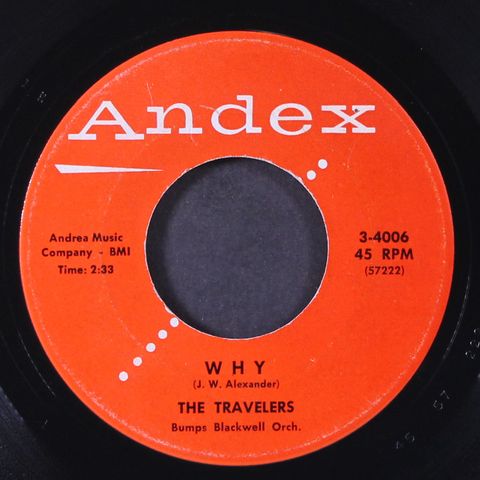 Andex
Andrea Music
Company - BMI
Time: 2:33
3-4006
45 RPM
(57222)
WHY
(J. W. Alexander)
THE TRAVELERS
Bumps Blackwell Orch.